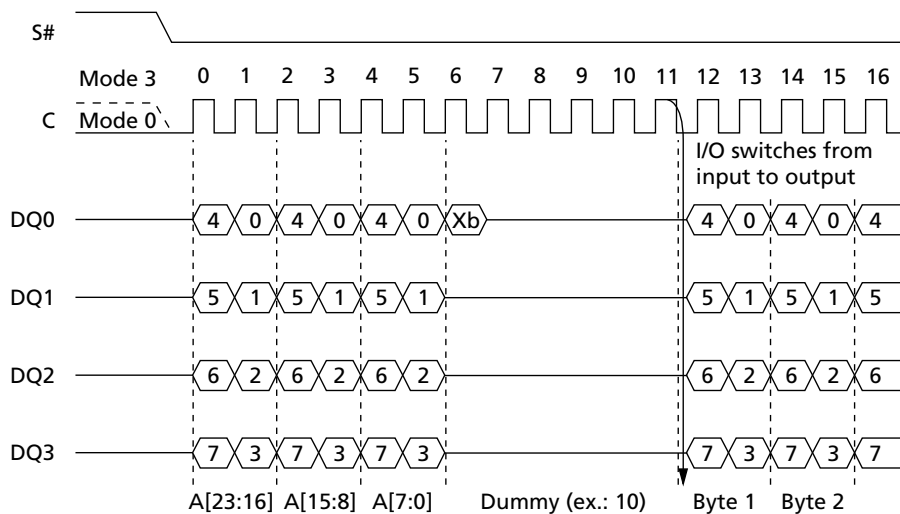 S#
Mode 3 0 1 2 3 4 5 6 7 8 9 10 11 12 13 14 15 16
C Mode 0
I/O switches from
input to output
DQ0 4 0 4 0 4 0 Xb 4 0 4 0 4
DQ1 5 1 5 1 5 1 5 1 5 1 5
DQ2 6 2 6 2 6 2 6 2 6 2 6
DQ3 7 3 7 3 7 3 7 3 7 3 7
A[23:16] A[15:8] A[7:0] Dummy (ex.: 10) Byte 1 Byte 2